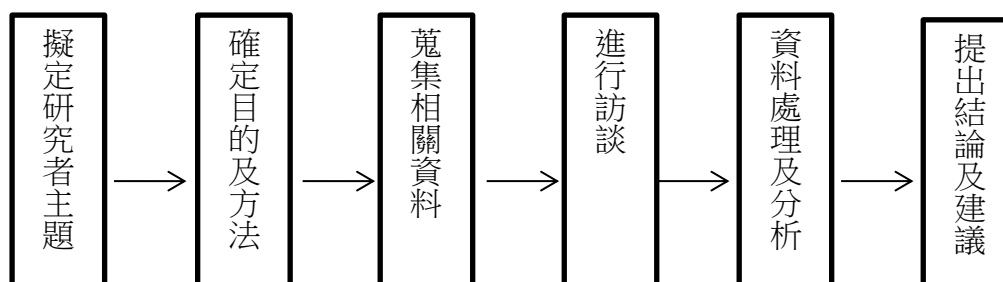 擬定研究者主題
確定目的及方法
蒐集相關資料
進行訪談
資料處理及分析
提出結論及建議